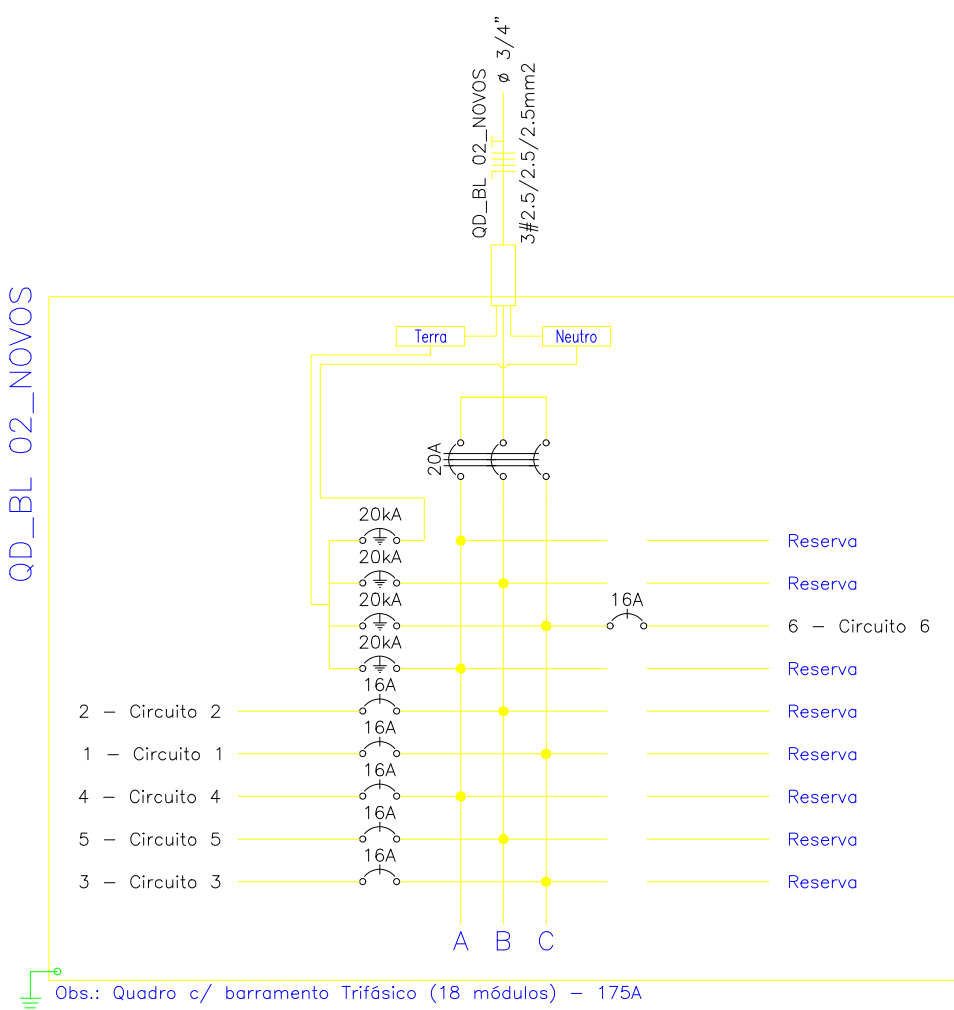 QD_BL 02_NOVOS
ø 3/4"
3#2.5/2.5/2.5mm2
QD_BL 02_NOVOS
Terra
Neutro
20A
20kA
Reserva
20kA
Reserva
20kA
16A
6 - Circuito 6
20kA
Reserva
16A
2 - Circuito 2
Reserva
16A
1 - Circuito 1
Reserva
16A
4 - Circuito 4
Reserva
16A
5 - Circuito 5
Reserva
16A
3 - Circuito 3
Reserva
A B C
Obs.: Quadro c/ barramento Trifásico (18 módulos) - 175A